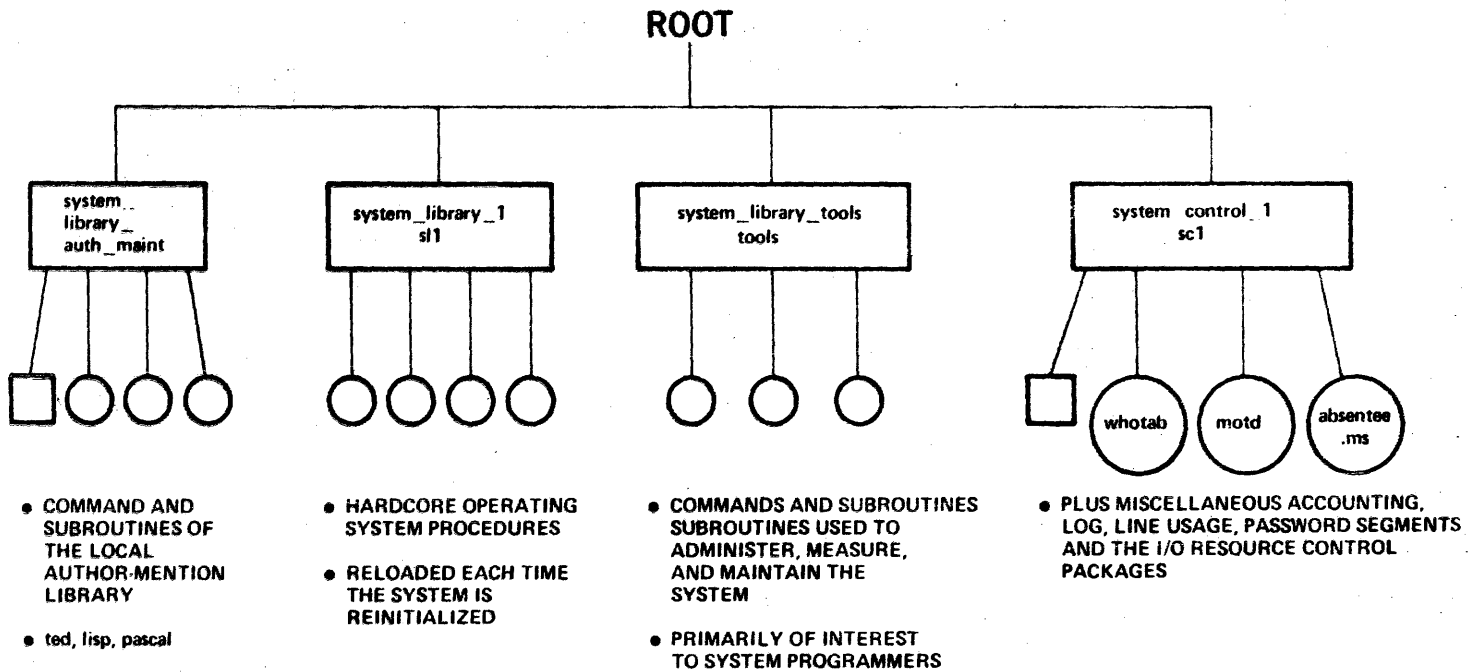 ROOT
system_
library_
auth_maint
system_library_1
sl1
system_library_tools
tools
system control 1
sc1
whotab
motd
absentee
.ms
● COMMAND AND
SUBROUTINES OF
THE LOCAL
AUTHOR-MENTION
LIBRARY
● ted, lisp, pascal
● HARDCORE OPERATING
SYSTEM PROCEDURES
● RELOADED EACH TIME
THE SYSTEM IS
REINITIALIZED
● COMMANDS AND SUBROUTINES
SUBROUTINES USED TO
ADMINISTER, MEASURE,
AND MAINTAIN THE
SYSTEM
● PRIMARILY OF INTEREST
TO SYSTEM PROGRAMMERS
● PLUS MISCELLANEOUS ACCOUNTING,
LOG, LINE USAGE, PASSWORD SEGMENTS
AND THE I/O RESOURCE CONTROL
PACKAGES